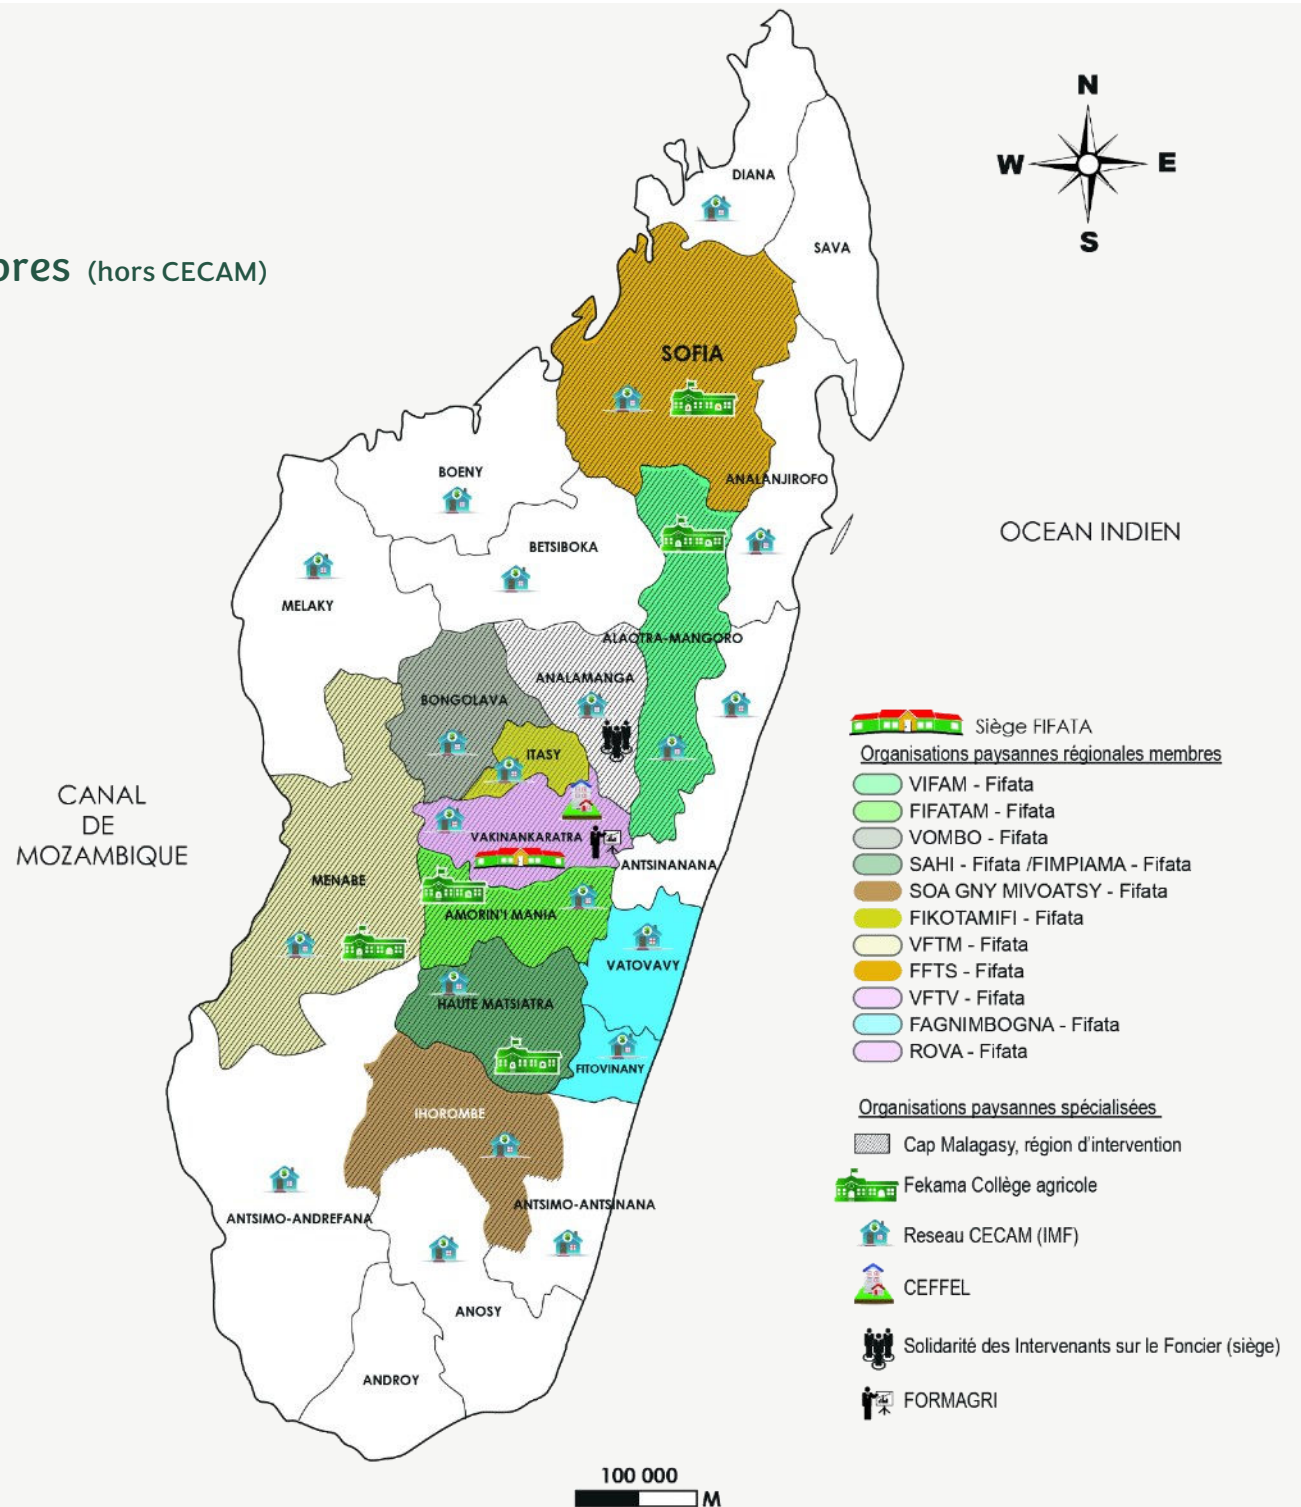 N
W E
S
bres (hors CECAM)
DIANA
SAVA
SOFIA
BOENY
ANALANJIROFO
BETSIBOKA
OCEAN INDIEN
MELAKY
ALAOTRA-MANGORO
ANALAMANGA
BONGOLAVA
ITASY
CANAL
DE
MOZAMBIQUE
VAKINANKARATRA
ANTSINANANA
MENABE
AMORIN'I MANIA
VATOVAVY
HAUTE MATSIATRA
FITOVINANY
IHOROMBE
ANTSIMO-ANTSINANA
ANTSIMO-ANDREFANA
ANOSY
ANDROY
Siège FIFATA
Organisations paysannes régionales membres
VIFAM - Fifata
FIFATAM - Fifata
VOMBO - Fifata
SAHI - Fifata /FIMPIAMA - Fifata
SOA GNY MIVOATSY - Fifata
FIKOTAMIFI - Fifata
VFTM - Fifata
FFTS - Fifata
VFTV - Fifata
FAGNIMBOGNA - Fifata
ROVA - Fifata
Organisations paysannes spécialisées
Cap Malagasy, région d'intervention
Fekama Collège agricole
Reseau CECAM (IMF)
CEFFEL
Solidarité des Intervenants sur le Foncier (siège)
FORMAGRI
100 000
M